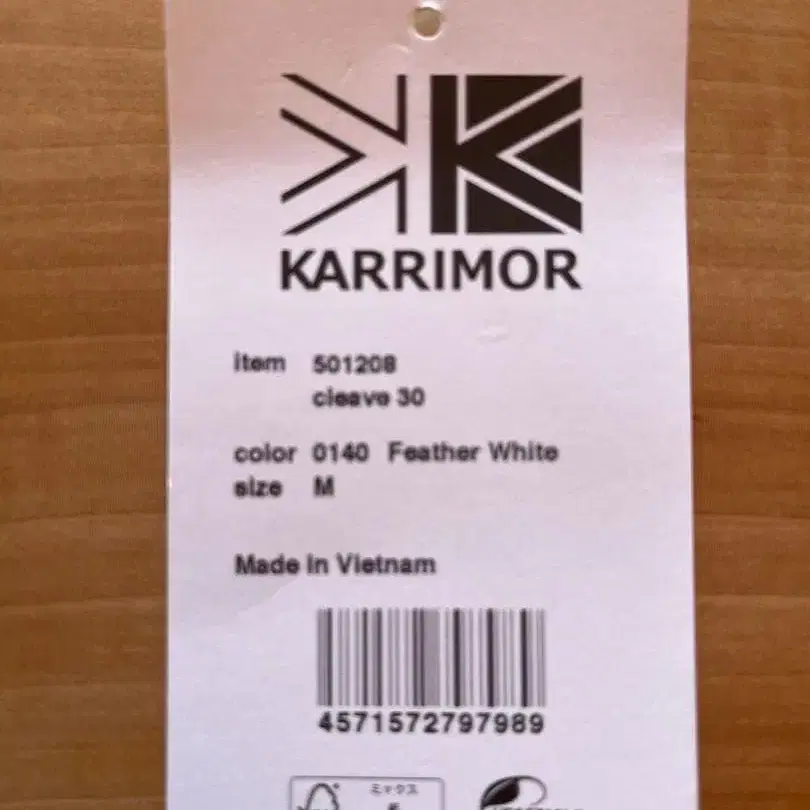 KARRIMOR
item 501208
cleave 30
color 0140 Feather White
size M
Made in Vietnam
4571572797989
ミックス